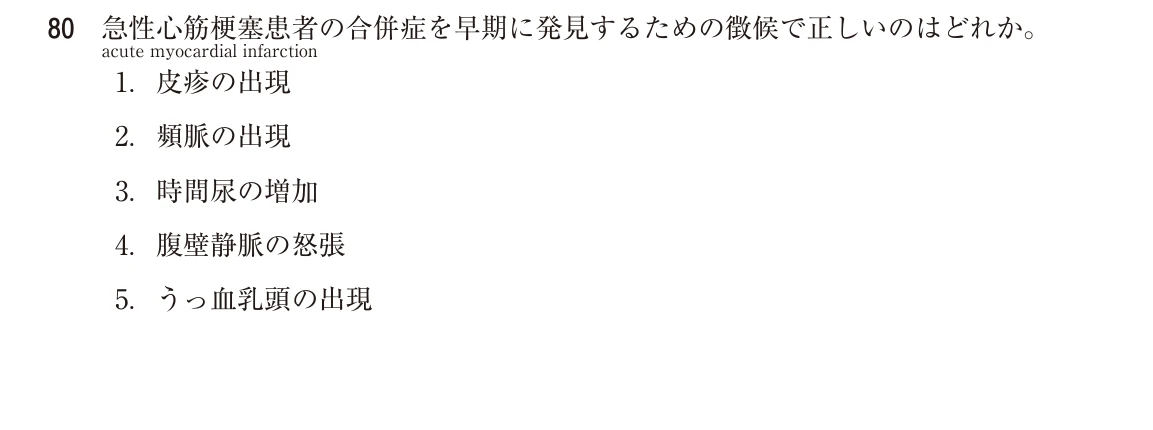 80 急性心筋梗塞患者の合併症を早期に発見するための徴候で正しいのはどれか。
acute myocardial infarction
1. 皮疹の出現
2. 頻脈の出現
3. 時間尿の増加
4. 腹壁静脈の怒張
5. うっ血乳頭の出現